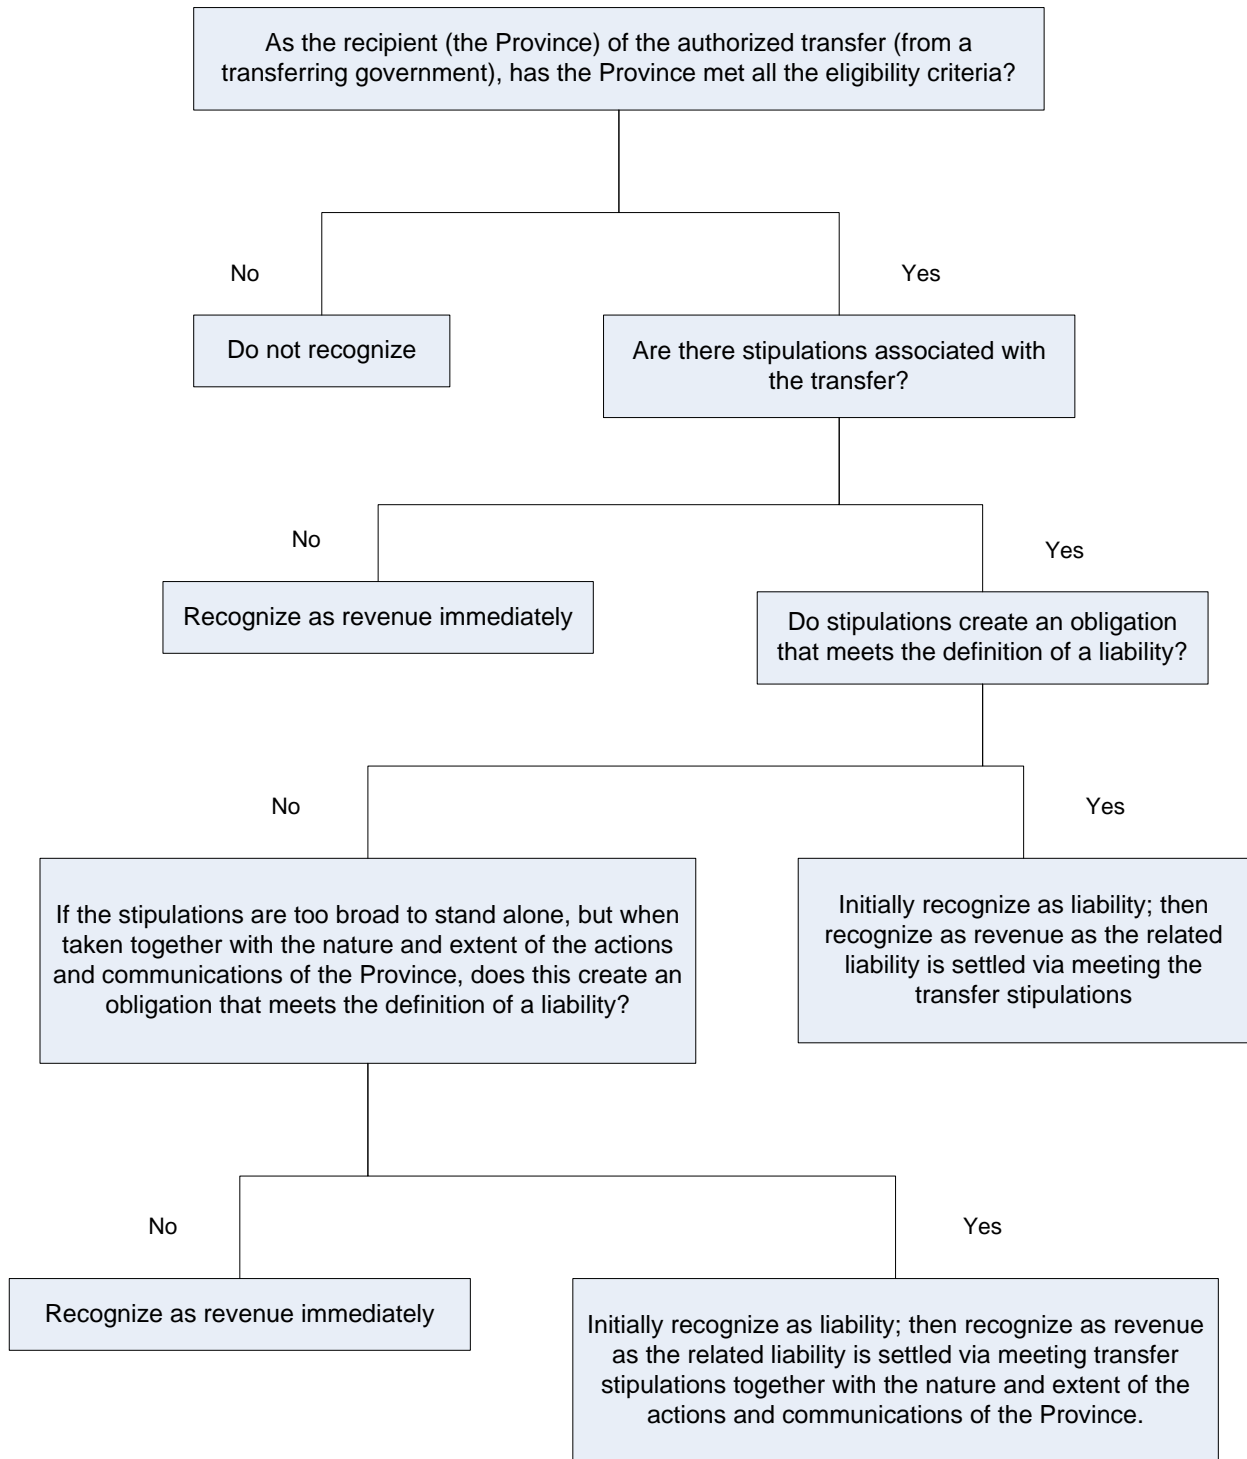 As the recipient (the Province) of the authorized transfer (from a
transferring government), has the Province met all the eligibility criteria?
No
Yes
Do not recognize
Are there stipulations associated with
the transfer?
No
Yes
Recognize as revenue immediately
Do stipulations create an obligation
that meets the definition of a liability?
No
Yes
If the stipulations are too broad to stand alone, but when
taken together with the nature and extent of the actions
and communications of the Province, does this create an
obligation that meets the definition of a liability?
Initially recognize as liability; then
recognize as revenue as the related
liability is settled via meeting the
transfer stipulations
No
Yes
Recognize as revenue immediately
Initially recognize as liability; then recognize as revenue
as the related liability is settled via meeting transfer
stipulations together with the nature and extent of the
actions and communications of the Province.